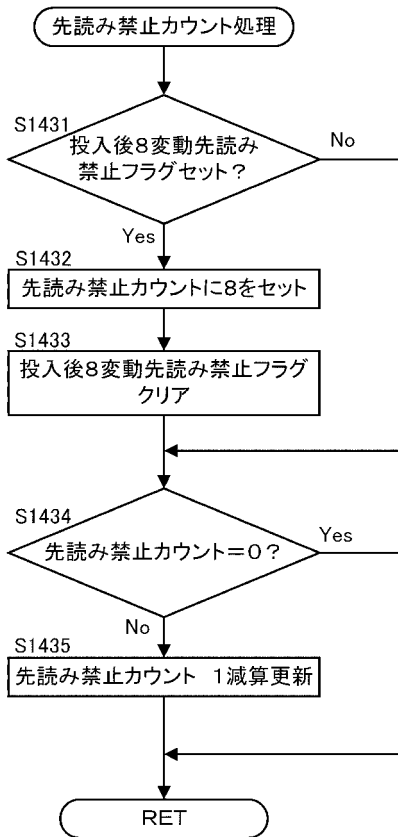 先読み禁止カウント処理
S1431
投入後8変動先読み
禁止フラグセット?
No
Yes
S1432
先読み禁止カウントに8をセット
S1433
投入後8変動先読み禁止フラグ
クリア
S1434
先読み禁止カウント=0?
Yes
No
S1435
先読み禁止カウント 1減算更新
RET